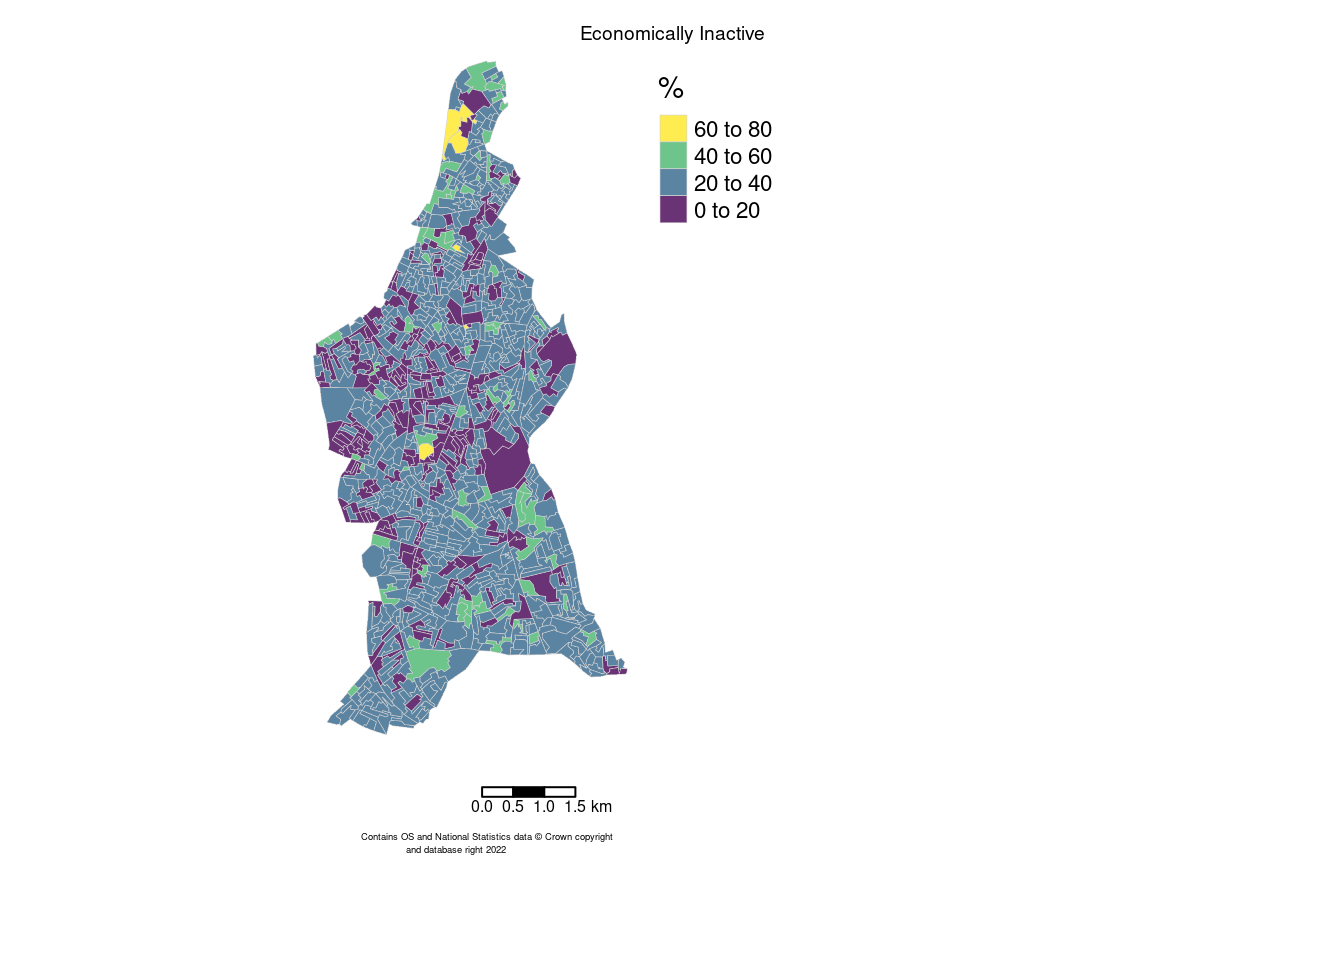 Economically Inactive
%
60 to 80
40 to 60
20 to 40
0 to 20
0.0 0.5 1.0 1.5 km
Contains OS and National Statistics data © Crown copyright
and database right 2022